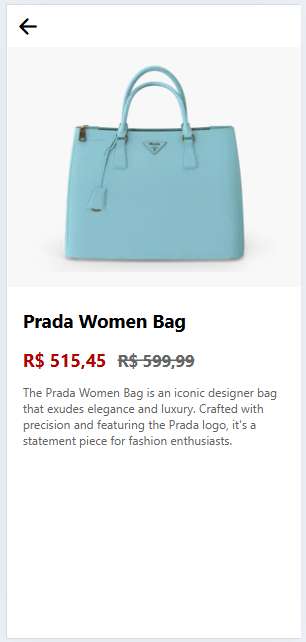 Prada Women Bag
R$ 515,45 R$ 599,99
The Prada Women Bag is an iconic designer bag
that exudes elegance and luxury. Crafted with
precision and featuring the Prada logo, it's a
statement piece for fashion enthusiasts.